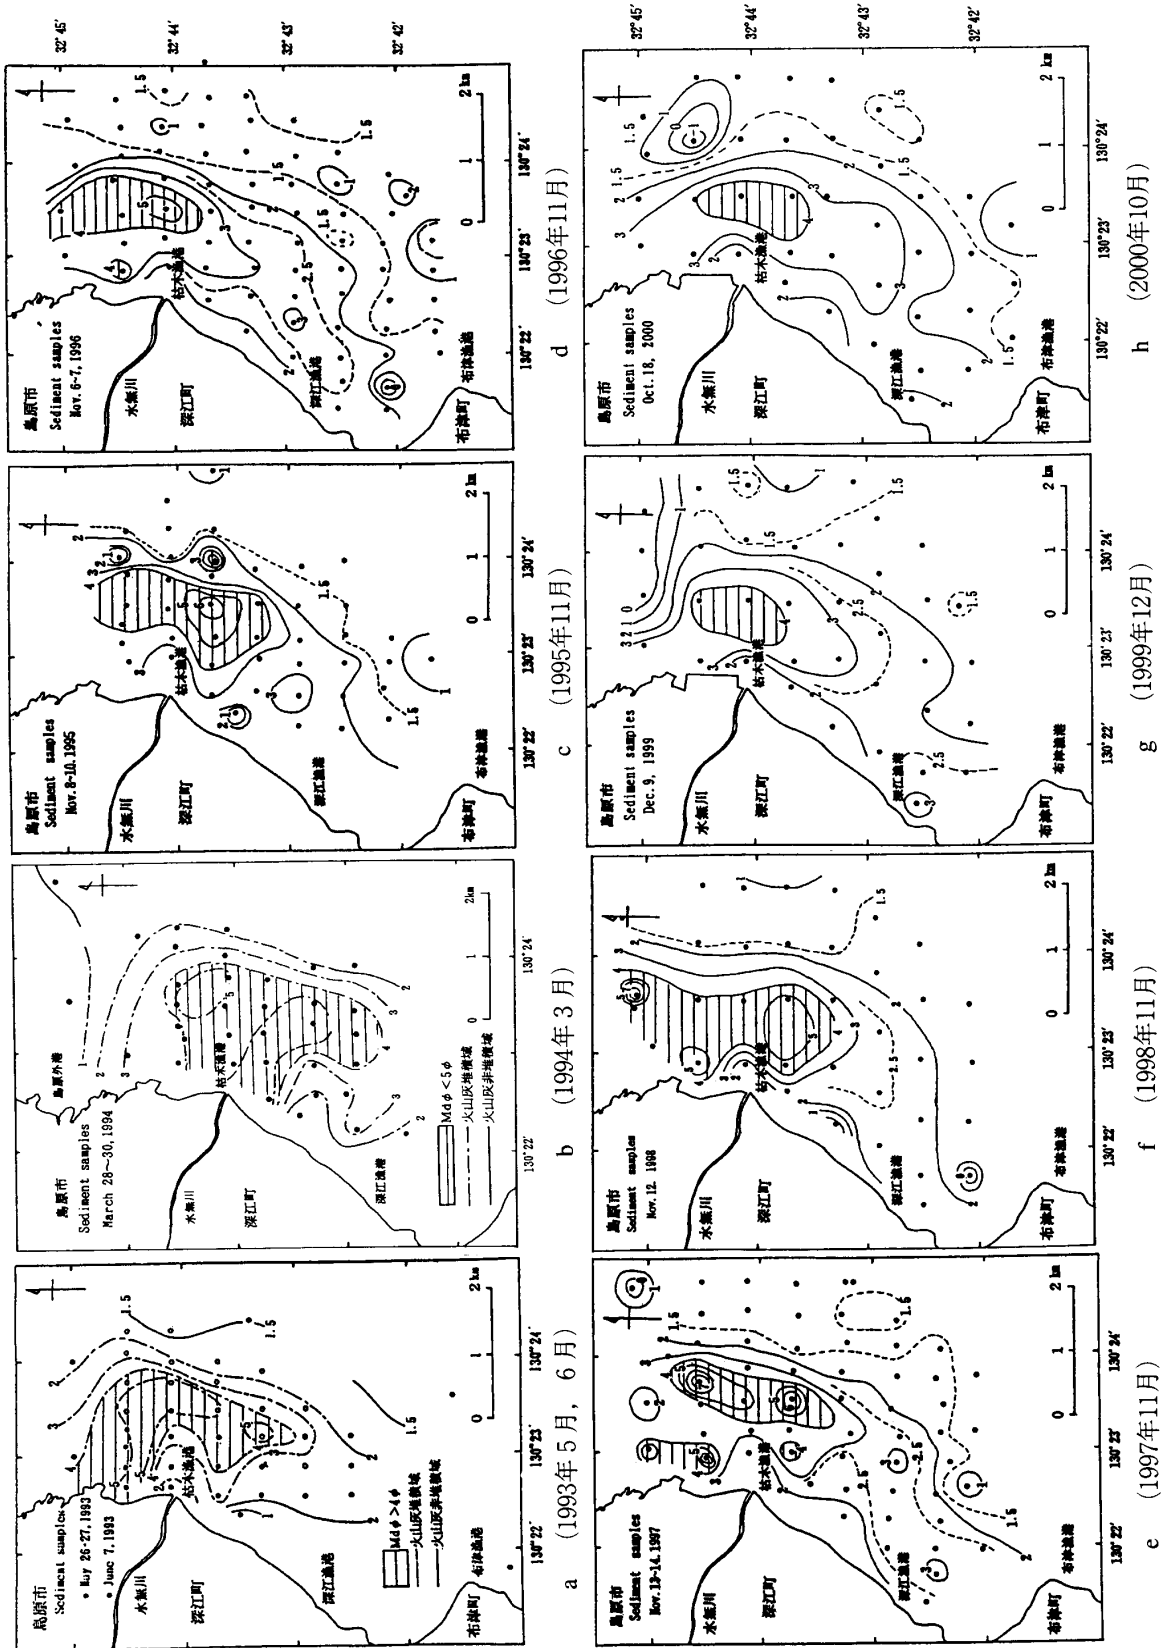 島原市
Sediment samples
• May 26-27, 1993
∘ June 7, 1993
水無川
深江町
枯木漁港
深江漁港
布津漁港
Mdφ>4φ
火山灰堆積域
火山灰非堆積域
0 1 2 km
130°22′ 130°23′ 130°24′
a (1993年5月, 6月)
島原市
Sediment samples
March 28~30, 1994
島原外港
水無川
深江町
枯木漁港
深江漁港
Mdφ<5φ
火山灰堆積域
火山灰非堆積域
0 1 2km
130°22′ 130°24′
b (1994年3月)
島原市
Sediment samples
Nov. 8~10. 1995
水無川
深江町
枯木漁港
深江漁港
布津漁港
布津町
0 1 2 km
130°22′ 130°23′ 130°24′
c (1995年11月)
島原市
Sediment samples
Nov. 6~7, 1996
水無川
深江町
枯木漁港
深江漁港
布津漁港
布津町
0 1 2 km
130°22′ 130°23′ 130°24′
32°45′
32°44′
32°43′
32°42′
d (1996年11月)
島原市
Sediment samples
Nov. 13~14. 1997
水無川
深江町
枯木漁港
深江漁港
布津漁港
布津町
0 1 2 km
130°22′ 130°23′ 130°24′
e (1997年11月)
島原市
Sediment samples
Nov. 12. 1998
水無川
深江町
枯木漁港
深江漁港
布津漁港
布津町
0 1 2 km
130°22′ 130°23′ 130°24′
f (1998年11月)
島原市
Sediment samples
Dec. 9, 1999
水無川
深江町
枯木漁港
深江漁港
布津漁港
布津町
0 1 2 km
130°22′ 130°23′ 130°24′
g (1999年12月)
島原市
Sediment samples
Oct. 18, 2000
水無川
深江町
枯木漁港
深江漁港
布津漁港
布津町
0 1 2 km
130°22′ 130°23′ 130°24′
32°45′
32°44′
32°43′
32°42′
h (2000年10月)